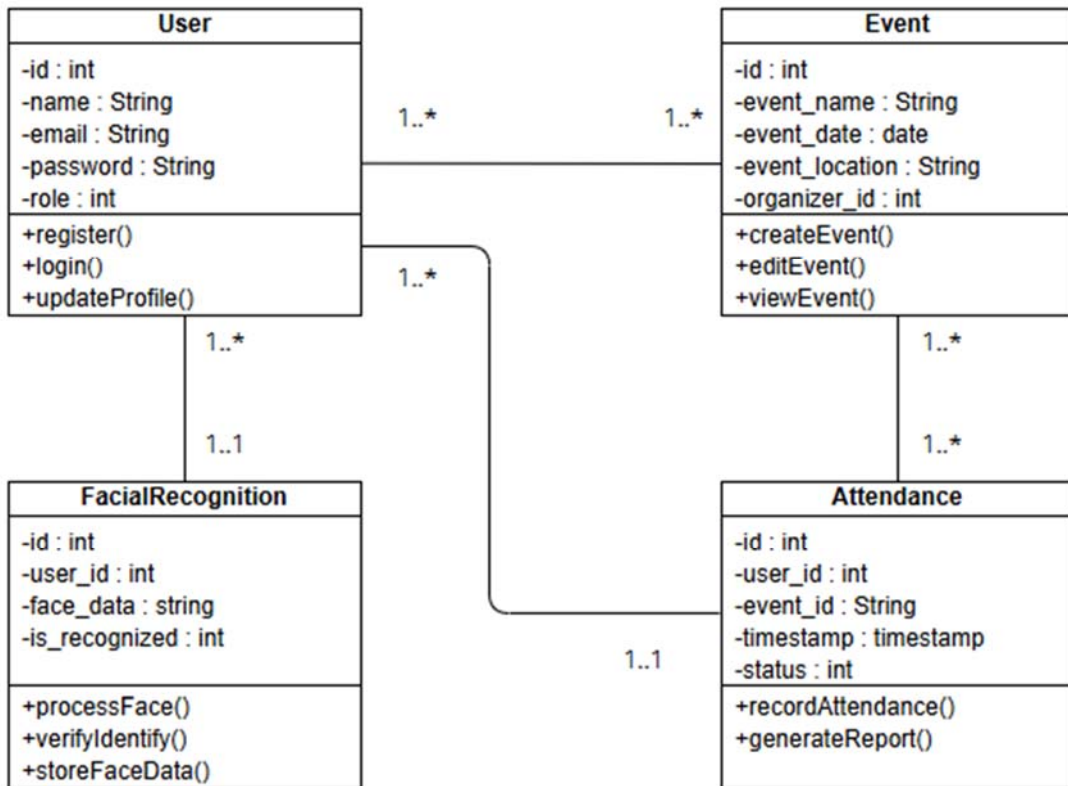 User
-id : int
-name : String
-email : String
-password : String
-role : int
+register()
+login()
+updateProfile()
1..*
1..*
Event
-id : int
-event_name : String
-event_date : date
-event_location : String
-organizer_id : int
+createEvent()
+editEvent()
+viewEvent()
1..*
1..*
1..1
1..*
1..*
FacialRecognition
-id : int
-user_id : int
-face_data : string
-is_recognized : int
+processFace()
+verifyIdentify()
+storeFaceData()
1..1
Attendance
-id : int
-user_id : int
-event_id : String
-timestamp : timestamp
-status : int
+recordAttendance()
+generateReport()